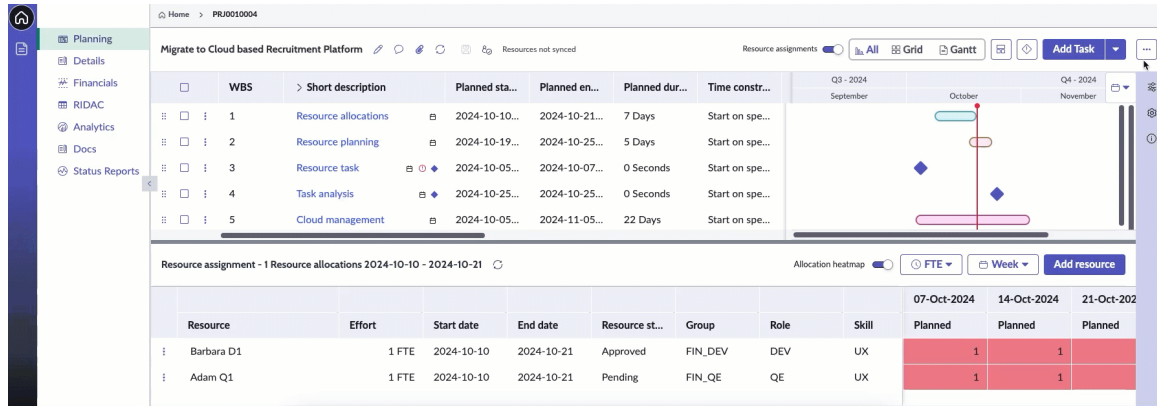 Home > PRJ0010004
Planning
Details
Financials
RIDAC
Analytics
Docs
Status Reports
Migrate to Cloud based Recruitment Platform
Resources not synced
Resource assignments
All
Grid
Gantt
Add Task
WBS > Short description Planned sta... Planned en... Planned dur... Time constr...
Q3 - 2024 Q4 - 2024
September October November
1 Resource allocations 2024-10-10... 2024-10-21... 7 Days Start on spe...
2 Resource planning 2024-10-19... 2024-10-25... 5 Days Start on spe...
3 Resource task 2024-10-05... 2024-10-07... 0 Seconds Start on spe...
4 Task analysis 2024-10-25... 2024-10-25... 0 Seconds Start on spe...
5 Cloud management 2024-10-05... 2024-11-05... 22 Days Start on spe...
Resource assignment - 1 Resource allocations 2024-10-10 - 2024-10-21
Allocation heatmap
FTE
Week
Add resource
07-Oct-2024 14-Oct-2024 21-Oct-202
Resource Effort Start date End date Resource st... Group Role Skill Planned Planned Planned
Barbara D1 1 FTE 2024-10-10 2024-10-21 Approved FIN_DEV DEV UX 1 1
Adam Q1 1 FTE 2024-10-10 2024-10-21 Pending FIN_QE QE UX 1 1